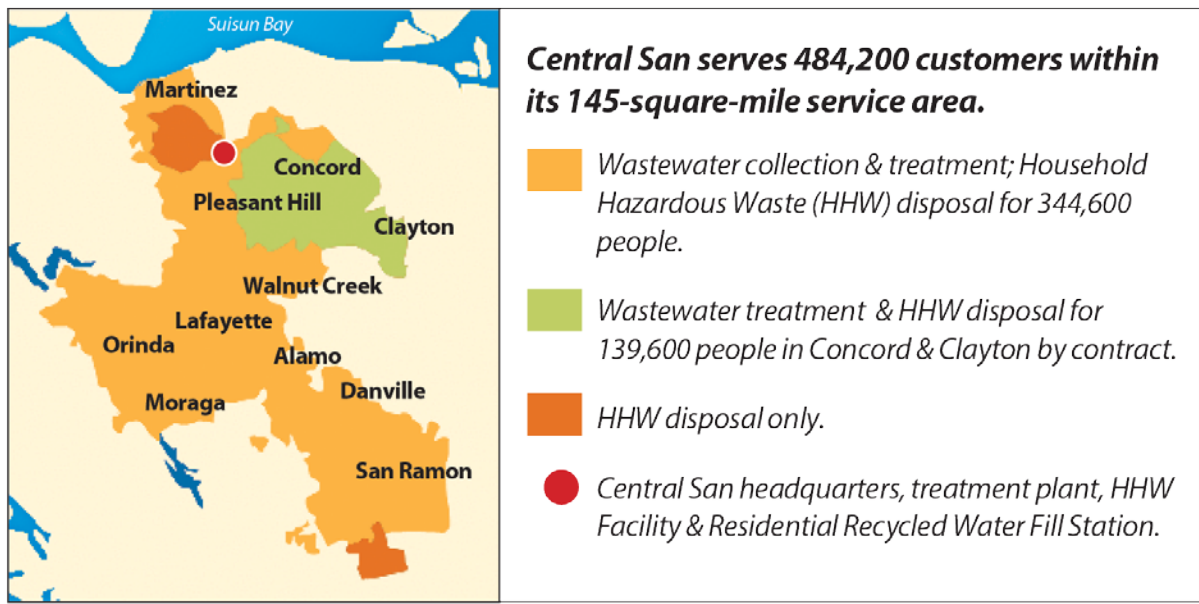 Suisun Bay
Martinez
Concord
Pleasant Hill
Clayton
Walnut Creek
Lafayette
Orinda
Alamo
Danville
Moraga
San Ramon
Central San serves 484,200 customers within
its 145-square-mile service area.
Wastewater collection & treatment; Household
Hazardous Waste (HHW) disposal for 344,600
people.
Wastewater treatment & HHW disposal for
139,600 people in Concord & Clayton by contract.
HHW disposal only.
Central San headquarters, treatment plant, HHW
Facility & Residential Recycled Water Fill Station.